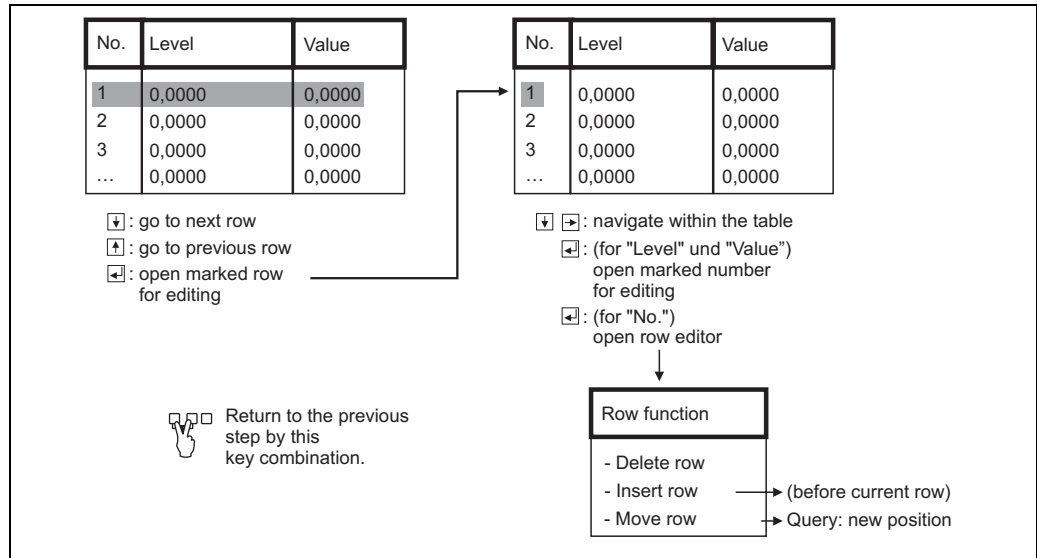 No. Level Value
1 0,0000 0,0000
2 0,0000 0,0000
3 0,0000 0,0000
... 0,0000 0,0000
: go to next row
: go to previous row
: open marked row
for editing
Return to the previous
step by this
key combination.
No. Level Value
1 0,0000 0,0000
2 0,0000 0,0000
3 0,0000 0,0000
... 0,0000 0,0000
: navigate within the table
: (for "Level" und "Value”)
open marked number
for editing
: (for "No.")
open row editor
Row function
- Delete row
- Insert row (before current row)
- Move row Query: new position